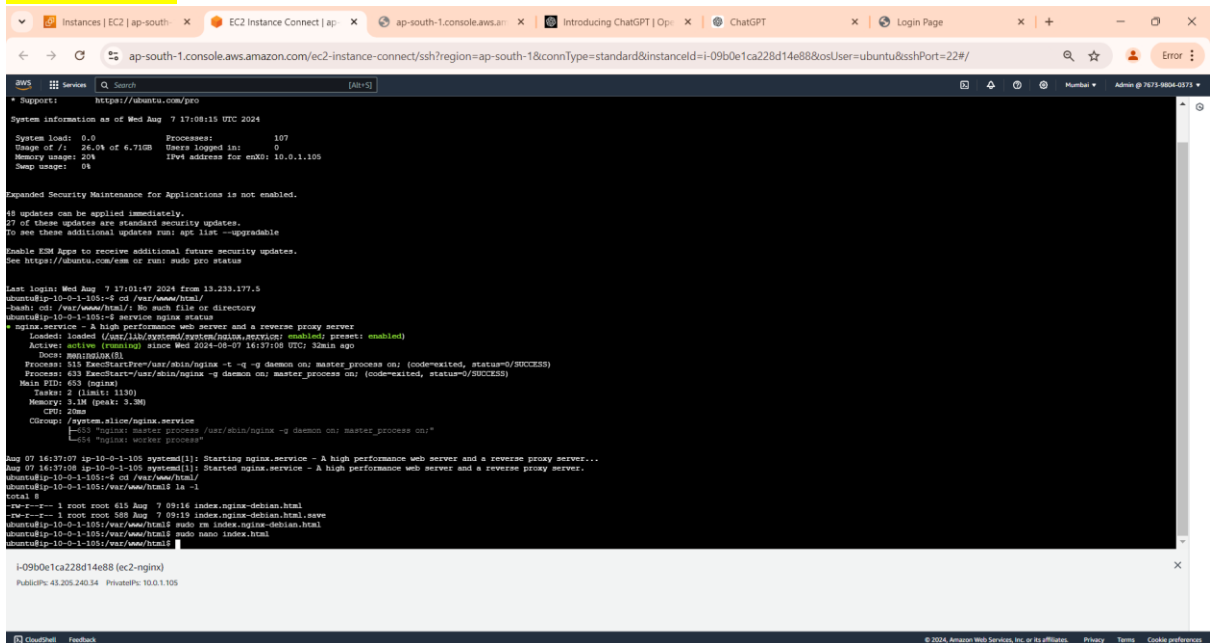 Instances | EC2 | ap-south-
EC2 Instance Connect | ap-
ap-south-1.console.aws.am
Introducing ChatGPT | Ope
ChatGPT
Login Page
ap-south-1.console.aws.amazon.com/ec2-instance-connect/ssh?region=ap-south-1&connType=standard&instanceId=i-09b0e1ca228d14e88&osUser=ubuntu&sshPort=22#/
Error
aws Services Search [Alt+S] Mumbai Admin @ 7673-9804-0373
* Support: https://ubuntu.com/pro
System information as of Wed Aug 7 17:08:15 UTC 2024
System load: 0.0 Processes: 107
Usage of /: 26.0% of 6.71GB Users logged in: 0
Memory usage: 20% IPv4 address for enX0: 10.0.1.105
Swap usage: 0%
Expanded Security Maintenance for Applications is not enabled.
48 updates can be applied immediately.
27 of these updates are standard security updates.
To see these additional updates run: apt list --upgradable
Enable ESM Apps to receive additional future security updates.
See https://ubuntu.com/esm or run: sudo pro status
Last login: Wed Aug 7 17:01:47 2024 from 13.233.177.5
ubuntu@ip-10-0-1-105:~$ cd /var/wwww/html/
-bash: cd: /var/wwww/html/: No such file or directory
ubuntu@ip-10-0-1-105:~$ service nginx status
● nginx.service - A high performance web server and a reverse proxy server
Loaded: loaded (/usr/lib/systemd/system/nginx.service; enabled; preset: enabled)
Active: active (running) since Wed 2024-08-07 16:37:08 UTC; 32min ago
Docs: man:nginx(8)
Process: 515 ExecStartPre=/usr/sbin/nginx -t -q -g daemon on; master_process on; (code=exited, status=0/SUCCESS)
Process: 633 ExecStart=/usr/sbin/nginx -g daemon on; master_process on; (code=exited, status=0/SUCCESS)
Main PID: 653 (nginx)
Tasks: 2 (limit: 1130)
Memory: 3.1M (peak: 3.3M)
CPU: 20ms
CGroup: /system.slice/nginx.service
├─653 "nginx: master process /usr/sbin/nginx -g daemon on; master_process on;"
└─654 "nginx: worker process"
Aug 07 16:37:07 ip-10-0-1-105 systemd[1]: Starting nginx.service - A high performance web server and a reverse proxy server...
Aug 07 16:37:08 ip-10-0-1-105 systemd[1]: Started nginx.service - A high performance web server and a reverse proxy server.
ubuntu@ip-10-0-1-105:~$ cd /var/www/html/
ubuntu@ip-10-0-1-105:/var/www/html$ ls -l
total 8
-rw-r--r-- 1 root root 615 Aug 7 09:16 index.nginx-debian.html
-rw-r--r-- 1 root root 588 Aug 7 09:19 index.nginx-debian.html.save
ubuntu@ip-10-0-1-105:/var/www/html$ sudo rm index.nginx-debian.html
ubuntu@ip-10-0-1-105:/var/www/html$ sudo nano index.html
ubuntu@ip-10-0-1-105:/var/www/html$
i-09b0e1ca228d14e88 (ec2-nginx)
PublicIPs: 43.205.240.34 PrivateIPs: 10.0.1.105
CloudShell Feedback © 2024, Amazon Web Services, Inc. or its affiliates. Privacy Terms Cookie preferences